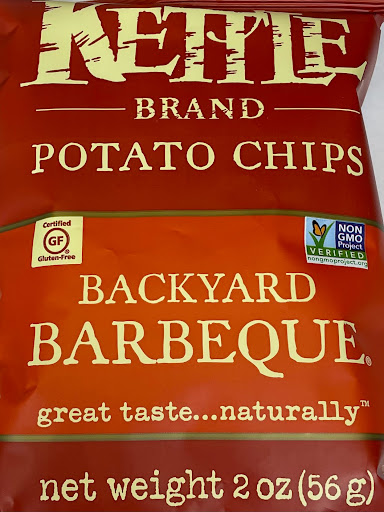 KETTLE
BRAND
POTATO CHIPS
Certified
GF
Gluten-Free
NON
GMO
Project
VERIFIED
nongmoproject.org
BACKYARD
BARBEQUE®
great taste...naturally™
net weight 2 oz (56 g)